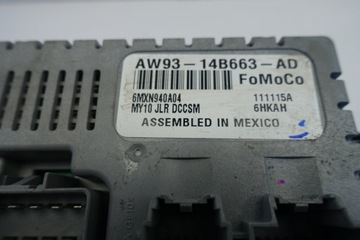 AW93-14B663-AD
FoMoCo
6MXN940A04 111115A
MY10 JLR DCCSM 6HKAH
ASSEMBLED IN MEXICO